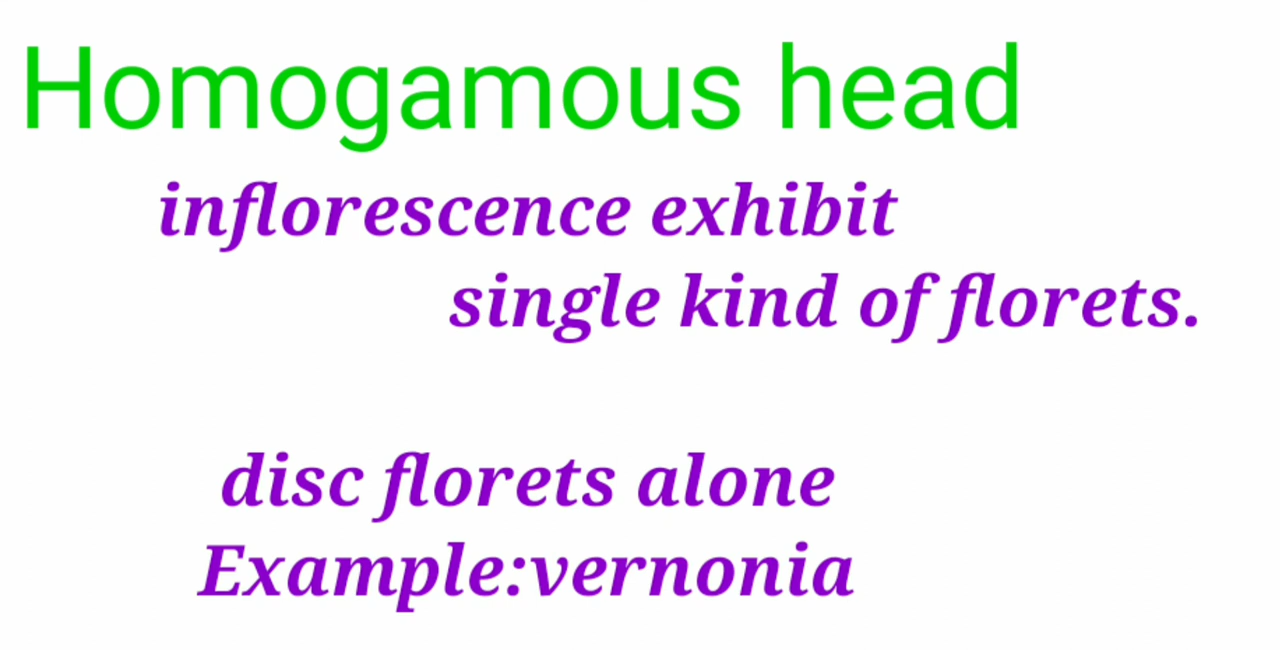 Homogamous head
inflorescence exhibit
single kind of florets.
disc florets alone
Example:vernonia